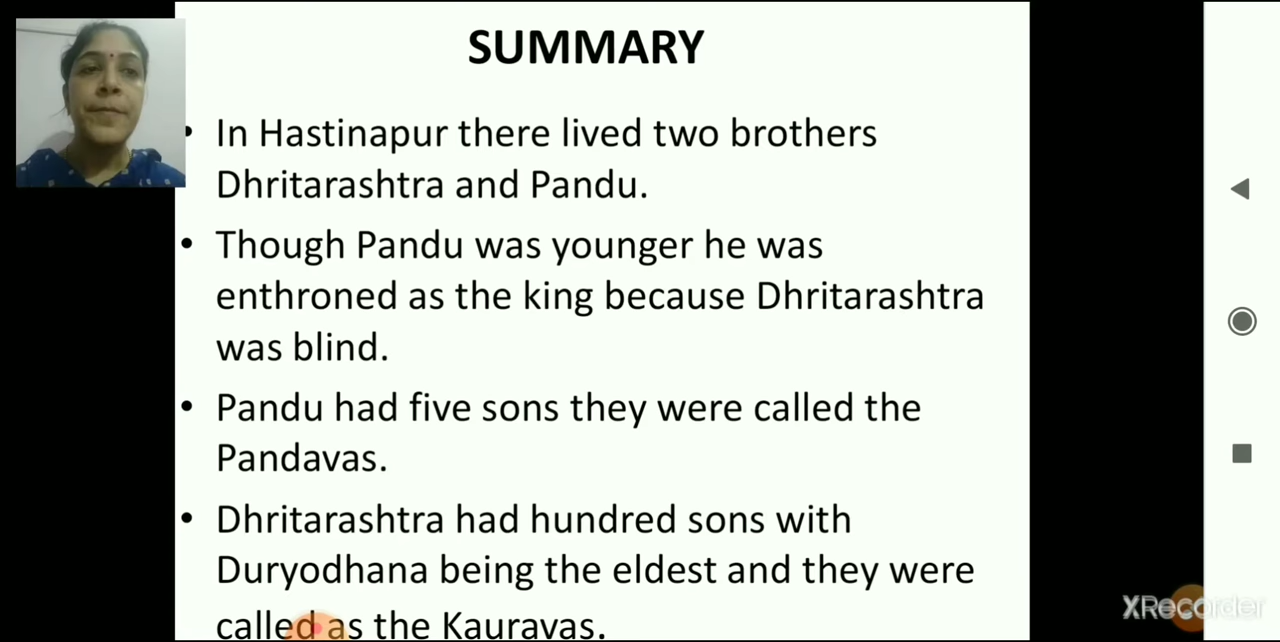 SUMMARY
• In Hastinapur there lived two brothers
Dhritarashtra and Pandu.
• Though Pandu was younger he was
enthroned as the king because Dhritarashtra
was blind.
• Pandu had five sons they were called the
Pandavas.
• Dhritarashtra had hundred sons with
Duryodhana being the eldest and they were
called as the Kauravas.
XRecorder